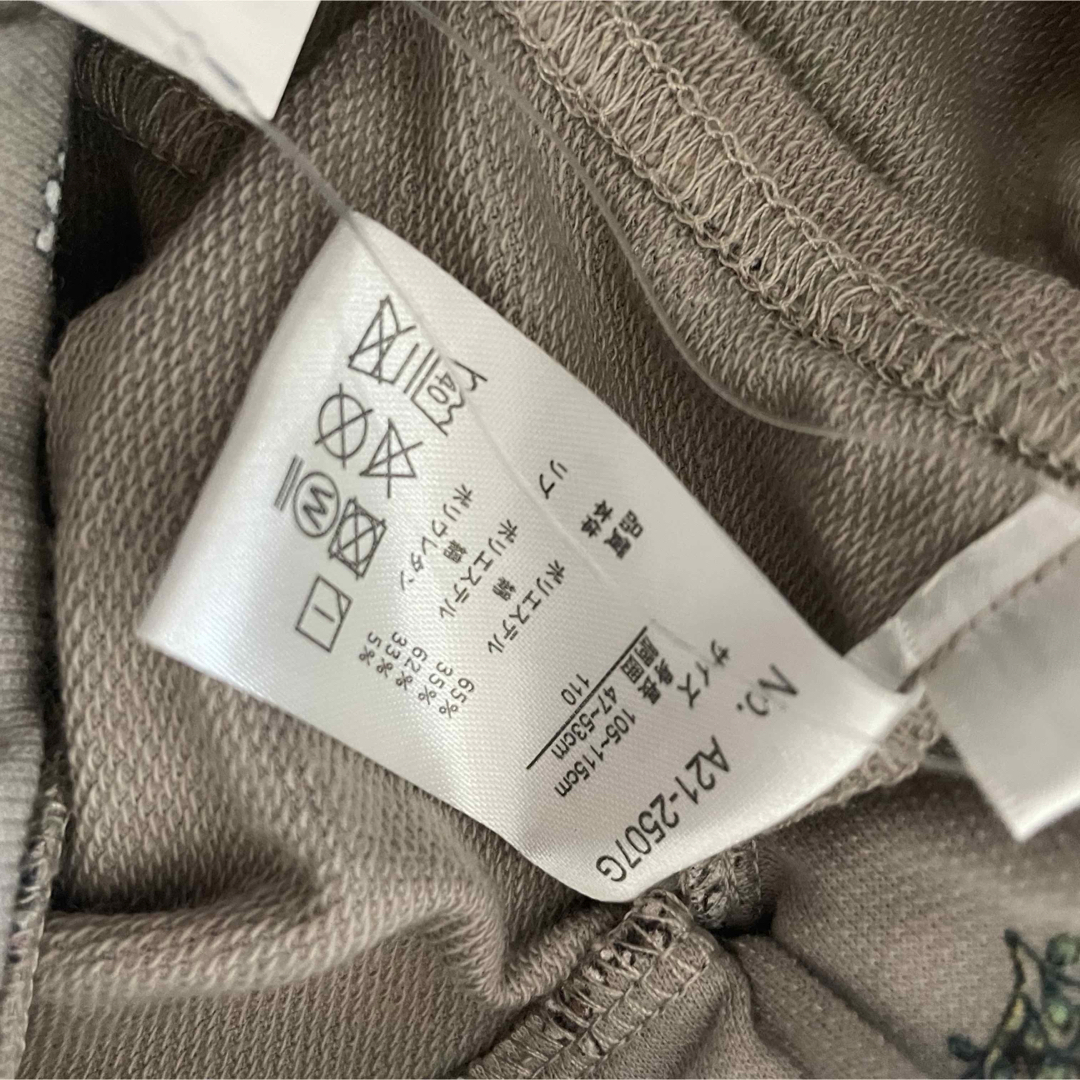 No. A21-2507G
サイズ 110
身長 105~115cm
胴囲 47~53cm
品質
本体 ポリエステル 65%
綿 35%
リブ ポリエステル 62%
綿 33%
ポリウレタン 5%
40
W